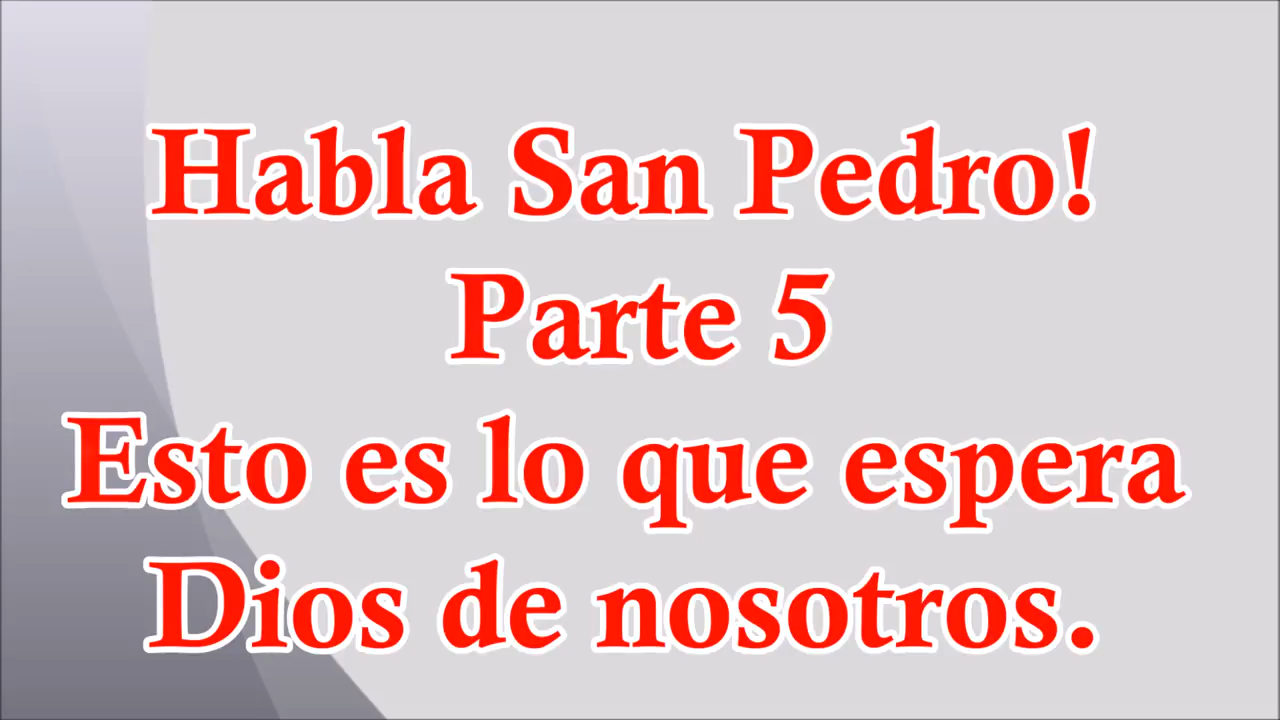 Habla San Pedro!
Parte 5
Esto es lo que espera
Dios de nosotros.